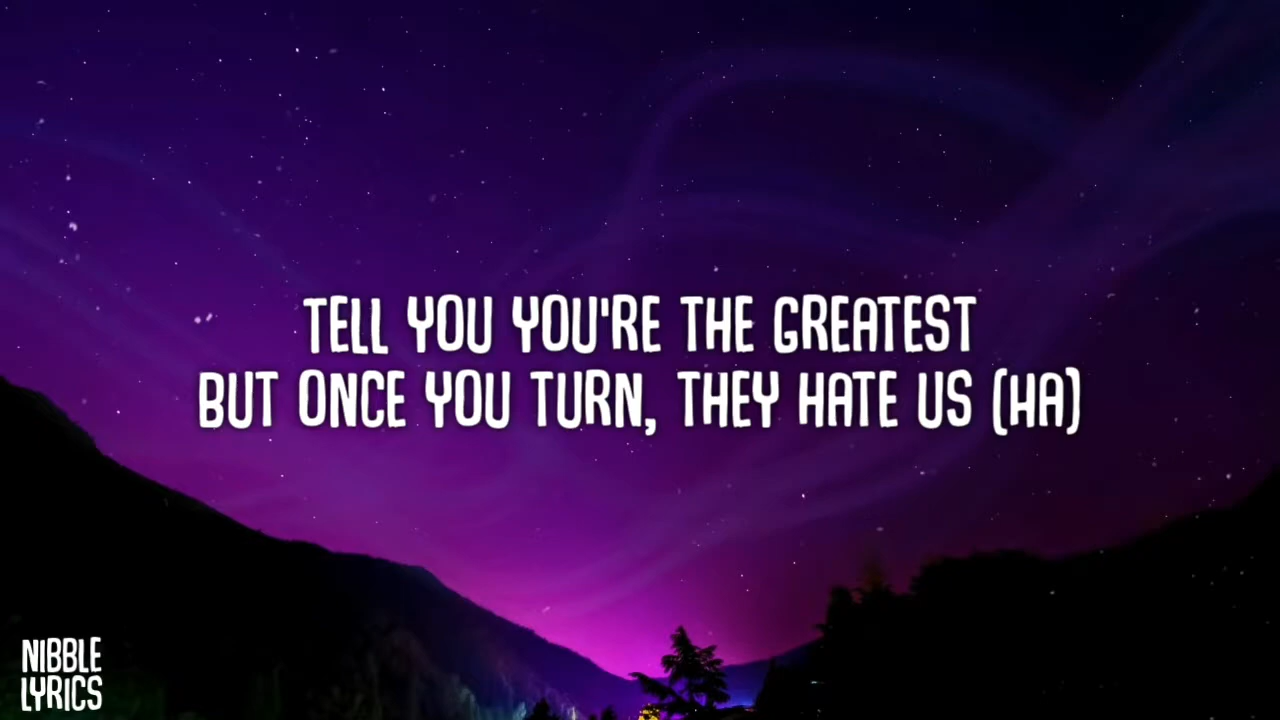 TELL YOU YOU'RE THE GREATEST
BUT ONCE YOU TURN, THEY HATE US (HA)
NIBBLE
LYRICS